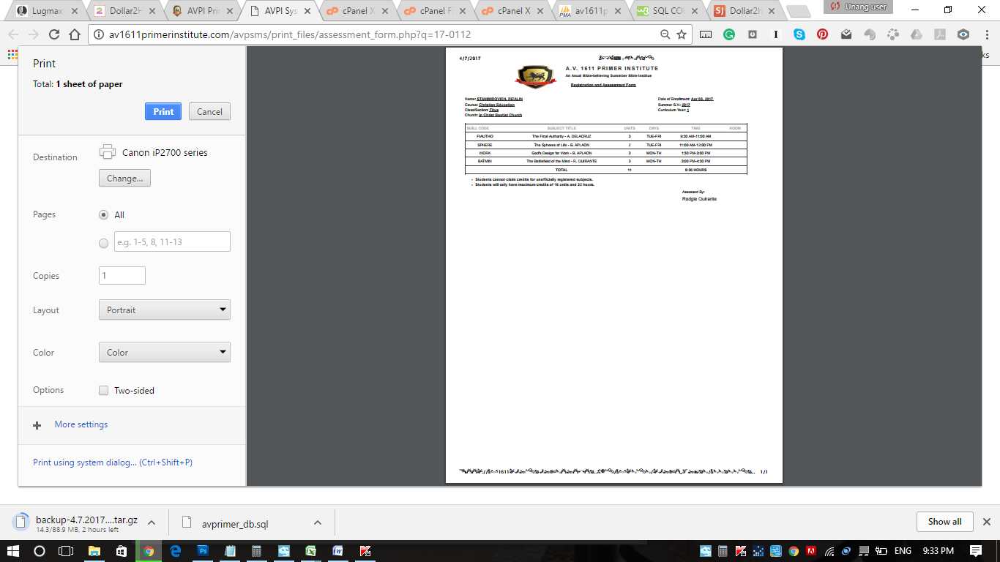 Lugmax
Dollar2H
AVPI Prin
AVPI Sys
cPanel X
cPanel Fi
cPanel X
av1611p
SQL CO
Dollar2h
Unang user
av1611primerinstitute.com/avpsms/print_files/assessment_form.php?q=17-0112
ks
Print
Total: 1 sheet of paper
Print Cancel
Destination Canon iP2700 series
Change...
Pages All
e.g. 1-5, 8, 11-13
Copies 1
Layout Portrait
Color Color
Options Two-sided
More settings
Print using system dialog... (Ctrl+Shift+P)
4/7/2017
A.V. 1611 PRIMER INSTITUTE
An Anual Bible-believing Summber Bible Institue
Registration and Assessment Form
Name: STANIMIROVICH, RIZALIN Date of Enrollment: Apr 03, 2017
Course: Christian Education Summer S.Y.: 2017
Class/Section: Titus Curriculum Year: 1
Church: In Christ Baptist Church
SUBJ. CODE SUBJECT TITLE UNITS DAYS TIME ROOM
FIAUTHO The Final Authority - A. DELACRUZ 3 TUE-FRI 9:30 AM-11:00 AM
SPHERE The Spheres of Life - B. APLAON 2 TUE-FRI 11:00 AM-12:00 PM
WORK God's Design for Work - B. APLAON 3 MON-TH 1:30 PM-3:00 PM
BATMIN The Battlefield of the Mind - R. QUIRANTE 3 MON-TH 3:00 PM-4:30 PM
TOTAL 11 5:30 HOURS
Students cannot claim credits for unofficially registered subjects.
Students will only have maximum credits of 16 units and 32 hours.
Assessed By:
Rodgie Quirante
1/1
backup-4.7.2017....tar.gz
14.3/88.9 MB, 2 hours left
avprimer_db.sql
Show all
ENG 9:33 PM